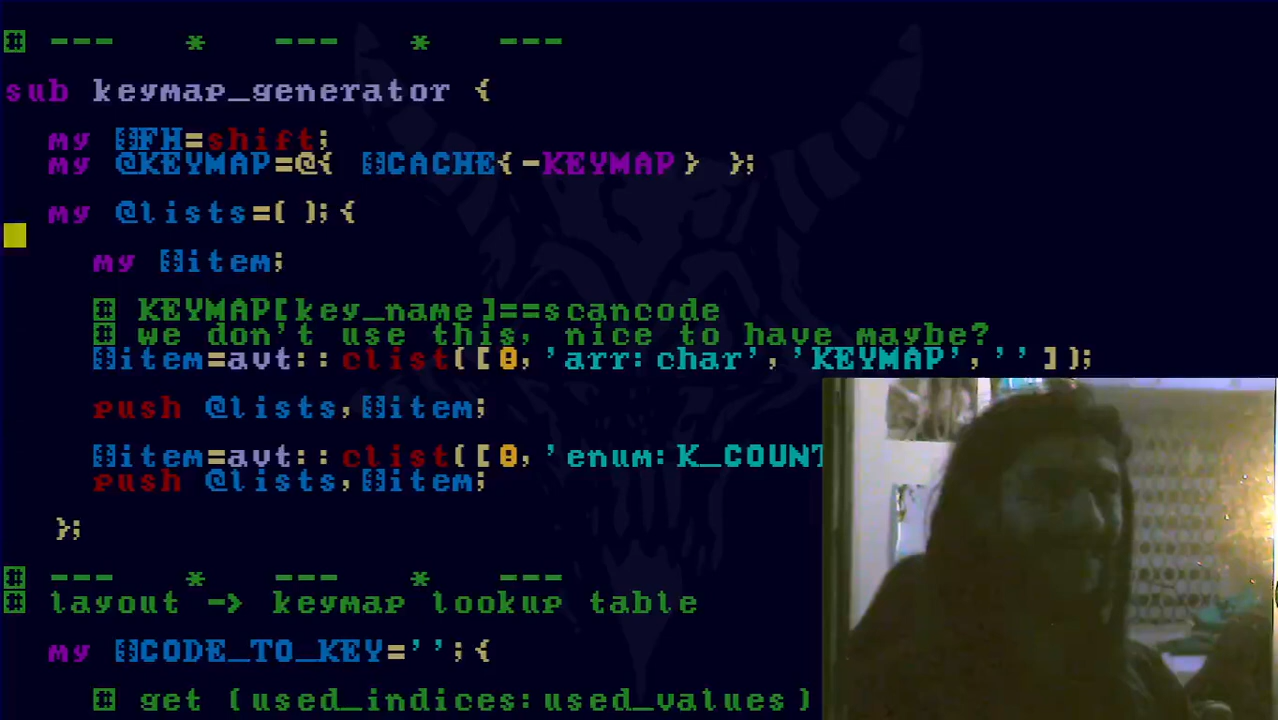 # --- * --- * ---
sub keymap_generator {
my $FH=shift;
my @KEYMAP=@{ $CACHE{-KEYMAP} };
my @lists=( );{
my $item;
# KEYMAP[key_name]==scancode
# we don't use this, nice to have maybe?
$item=avt::clist([0,'arr:char','KEYMAP','']);
push @lists,$item;
$item=avt::clist([0,'enum:K_COUNT
push @lists,$item;
};
# --- * --- * ---
# layout -> keymap lookup table
my $CODE_TO_KEY='';{
# get (used_indices:used_values)